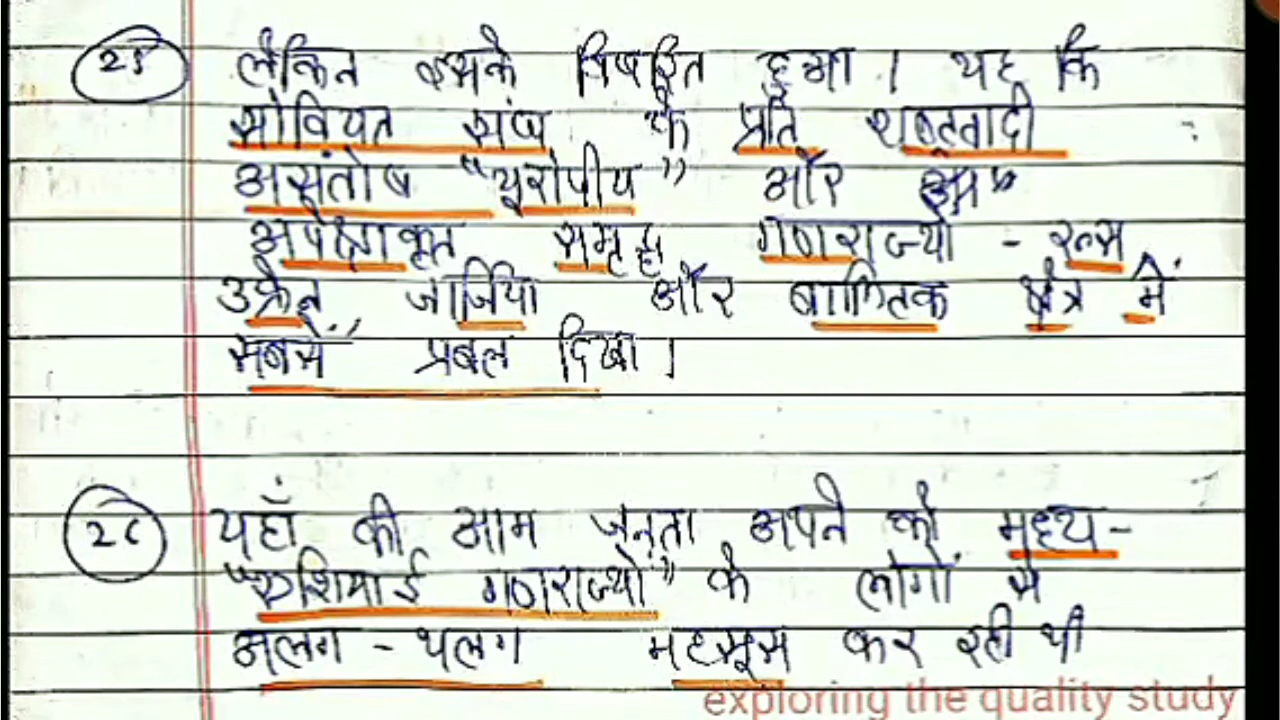 (25) लेकिन इसके विपरित हुआ । यह कि
सोवियत संघ के प्रति राष्ट्रवादी
असंतोष “यूरोपीय” और
अपेक्षाकृत समृद्ध गणराज्यों - रूस,
उक्रेन जार्जिया और बाल्टिक क्षेत्र में
सबसे प्रबल दिखा ।
(26) यहाँ की आम जनता अपने को मध्य-
“एशियाई गणराज्यों” के लोगों से
अलग - थलग महसूस कर रही थी
exploring the quality study